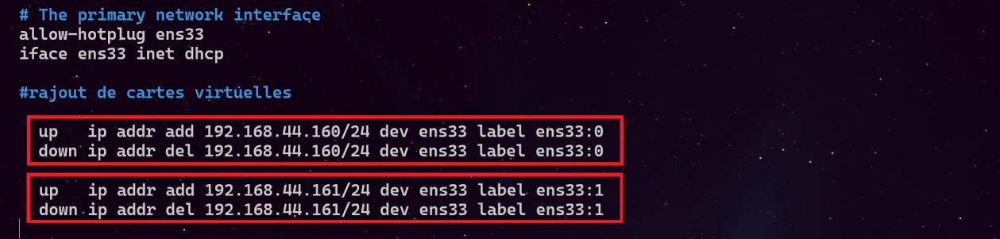 # The primary network interface
allow-hotplug ens33
iface ens33 inet dhcp
#rajout de cartes virtuelles
up   ip addr add 192.168.44.160/24 dev ens33 label ens33:0
down ip addr del 192.168.44.160/24 dev ens33 label ens33:0
up   ip addr add 192.168.44.161/24 dev ens33 label ens33:1
down ip addr del 192.168.44.161/24 dev ens33 label ens33:1